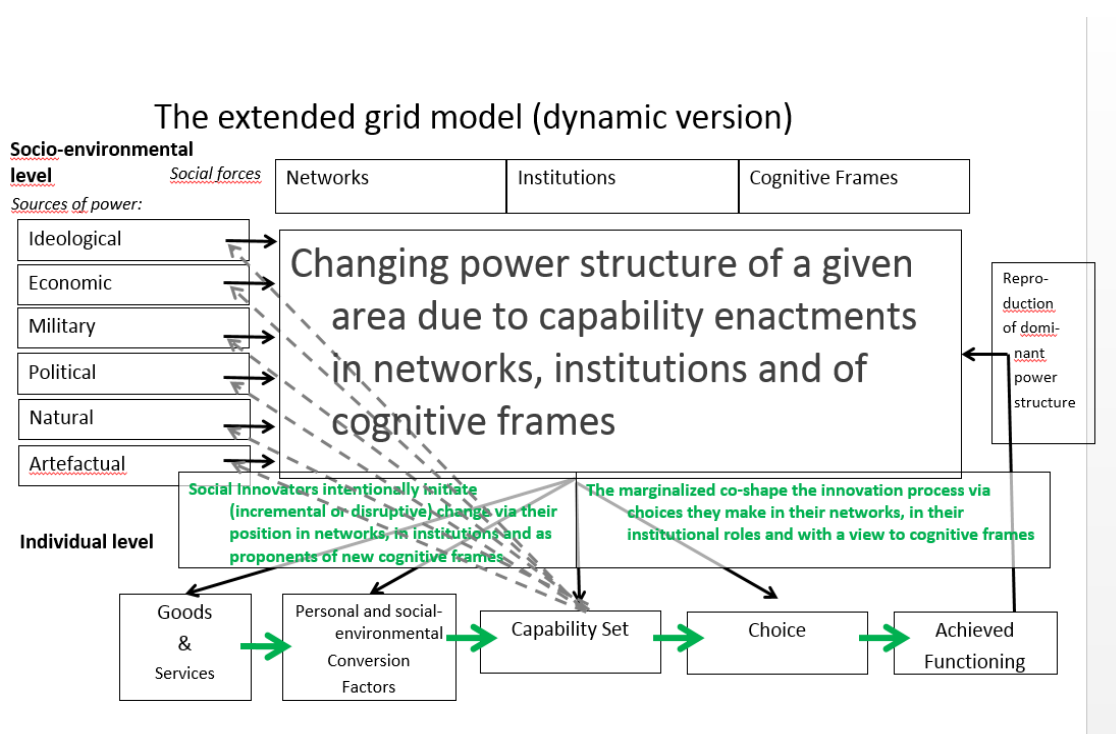 The extended grid model (dynamic version)
Socio-environmental
level
Social forces
Sources of power:
Networks
Institutions
Cognitive Frames
Ideological
Economic
Military
Political
Natural
Artefactual
Changing power structure of a given
area due to capability enactments
in networks, institutions and of
cognitive frames
Repro-
duction
of domi-
nant
power
structure
Social Innovators intentionally initiate
(incremental or disruptive) change via their
position in networks, in institutions and as
proponents of new cognitive frames
The marginalized co-shape the innovation process via
choices they make in their networks, in their
institutional roles and with a view to cognitive frames
Individual level
Goods
&
Services
Personal and social-
environmental
Conversion
Factors
Capability Set
Choice
Achieved
Functioning